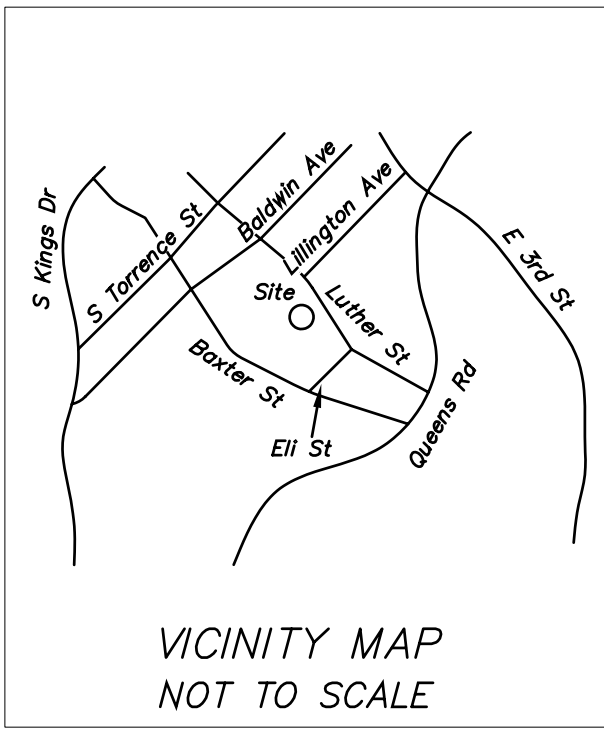 Baldwin Ave
Lillington Ave
S Kings Dr
S Torrence St
E 3rd St
Site
Luther St
Baxter St
Queens Rd
Eli St
VICINITY MAP
NOT TO SCALE